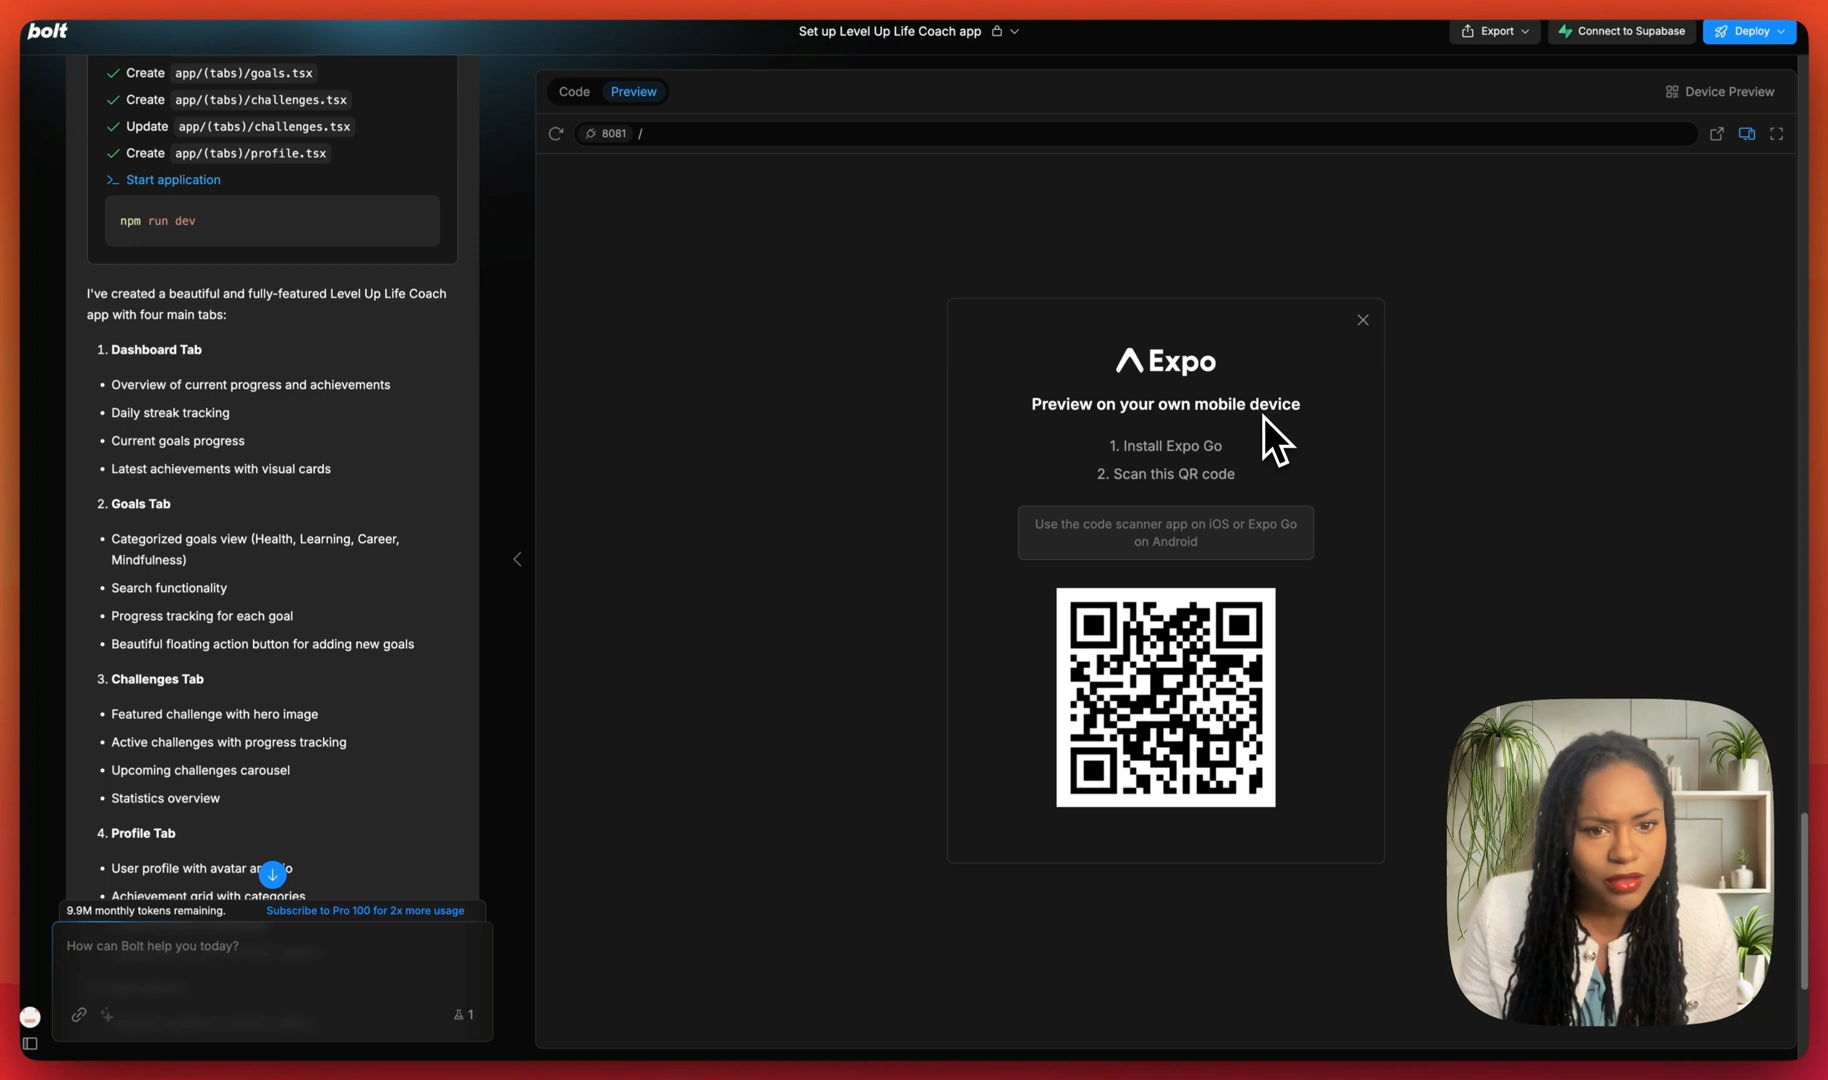 bolt
Set up Level Up Life Coach app
Export
Connect to Supabase
Deploy
Create app/(tabs)/goals.tsx
Create app/(tabs)/challenges.tsx
Update app/(tabs)/challenges.tsx
Create app/(tabs)/profile.tsx
Start application
npm run dev
I've created a beautiful and fully-featured Level Up Life Coach
app with four main tabs:
1. Dashboard Tab
• Overview of current progress and achievements
• Daily streak tracking
• Current goals progress
• Latest achievements with visual cards
2. Goals Tab
• Categorized goals view (Health, Learning, Career,
Mindfulness)
• Search functionality
• Progress tracking for each goal
• Beautiful floating action button for adding new goals
3. Challenges Tab
• Featured challenge with hero image
• Active challenges with progress tracking
• Upcoming challenges carousel
• Statistics overview
4. Profile Tab
• User profile with avatar
• Achievement grid with categories
9.9M monthly tokens remaining. Subscribe to Pro 100 for 2x more usage
How can Bolt help you today?
1
Code Preview
Device Preview
8081 /
Expo
Preview on your own mobile device
1. Install Expo Go
2. Scan this QR code
Use the code scanner app on iOS or Expo Go
on Android